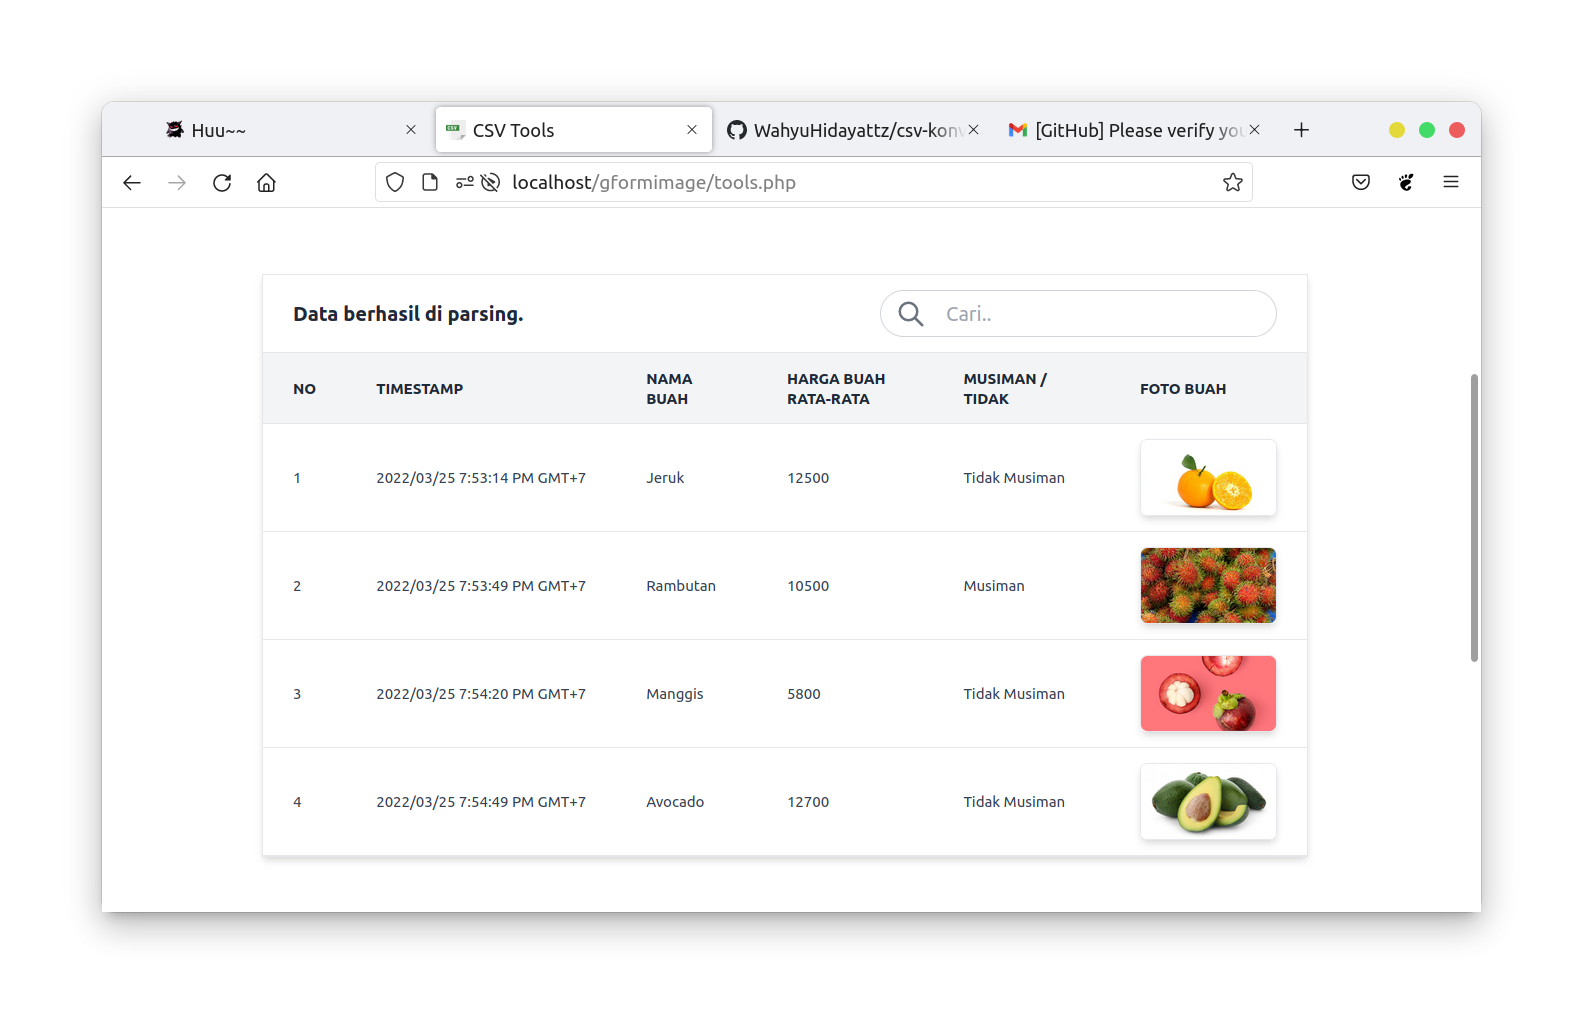 Huu~~
CSV Tools
WahyuHidayattz/csv-konv
[GitHub] Please verify you
localhost/gformimage/tools.php
Data berhasil di parsing.
Cari..
NO TIMESTAMP NAMA BUAH HARGA BUAH RATA-RATA MUSIMAN / TIDAK FOTO BUAH
1 2022/03/25 7:53:14 PM GMT+7 Jeruk 12500 Tidak Musiman
2 2022/03/25 7:53:49 PM GMT+7 Rambutan 10500 Musiman
3 2022/03/25 7:54:20 PM GMT+7 Manggis 5800 Tidak Musiman
4 2022/03/25 7:54:49 PM GMT+7 Avocado 12700 Tidak Musiman